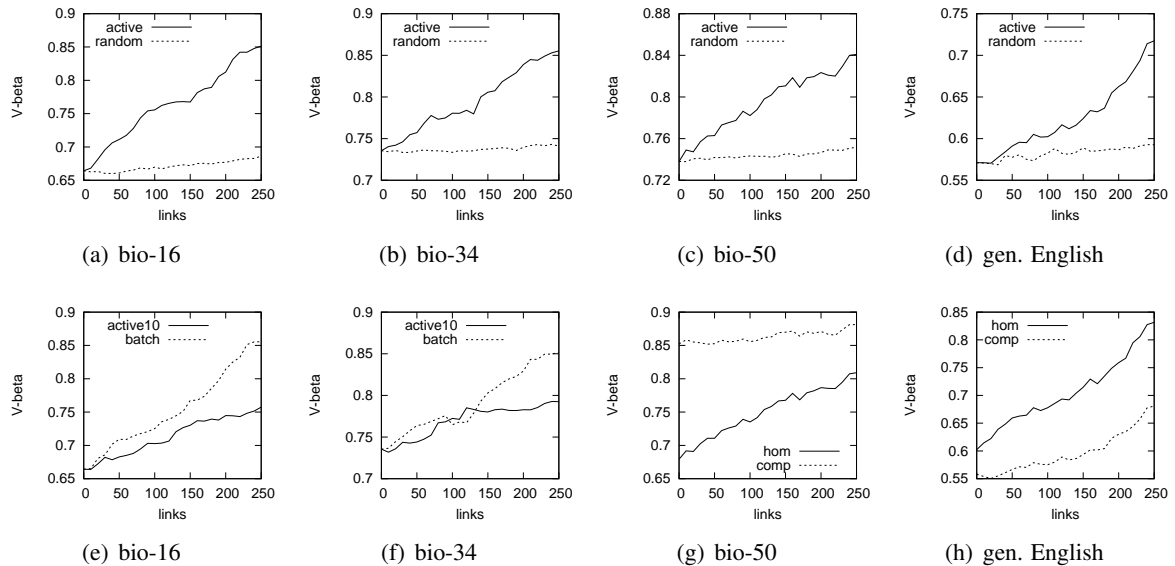 active
random
0.9
0.85
0.8
0.75
0.7
0.65
V-beta
0 50 100 150 200 250
links
(a) bio-16
active
random
0.9
0.85
0.8
0.75
0.7
V-beta
0 50 100 150 200 250
links
(b) bio-34
active
random
0.88
0.84
0.8
0.76
0.72
V-beta
0 50 100 150 200 250
links
(c) bio-50
active
random
0.75
0.7
0.65
0.6
0.55
V-beta
0 50 100 150 200 250
links
(d) gen. English
active10
batch
0.9
0.85
0.8
0.75
0.7
0.65
V-beta
0 50 100 150 200 250
links
(e) bio-16
active10
batch
0.9
0.85
0.8
0.75
0.7
V-beta
0 50 100 150 200 250
links
(f) bio-34
0.9
0.85
0.8
0.75
0.7
0.65
V-beta
hom
comp
0 50 100 150 200 250
links
(g) bio-50
hom
comp
0.85
0.8
0.75
0.7
0.65
0.6
0.55
V-beta
0 50 100 150 200 250
links
(h) gen. English